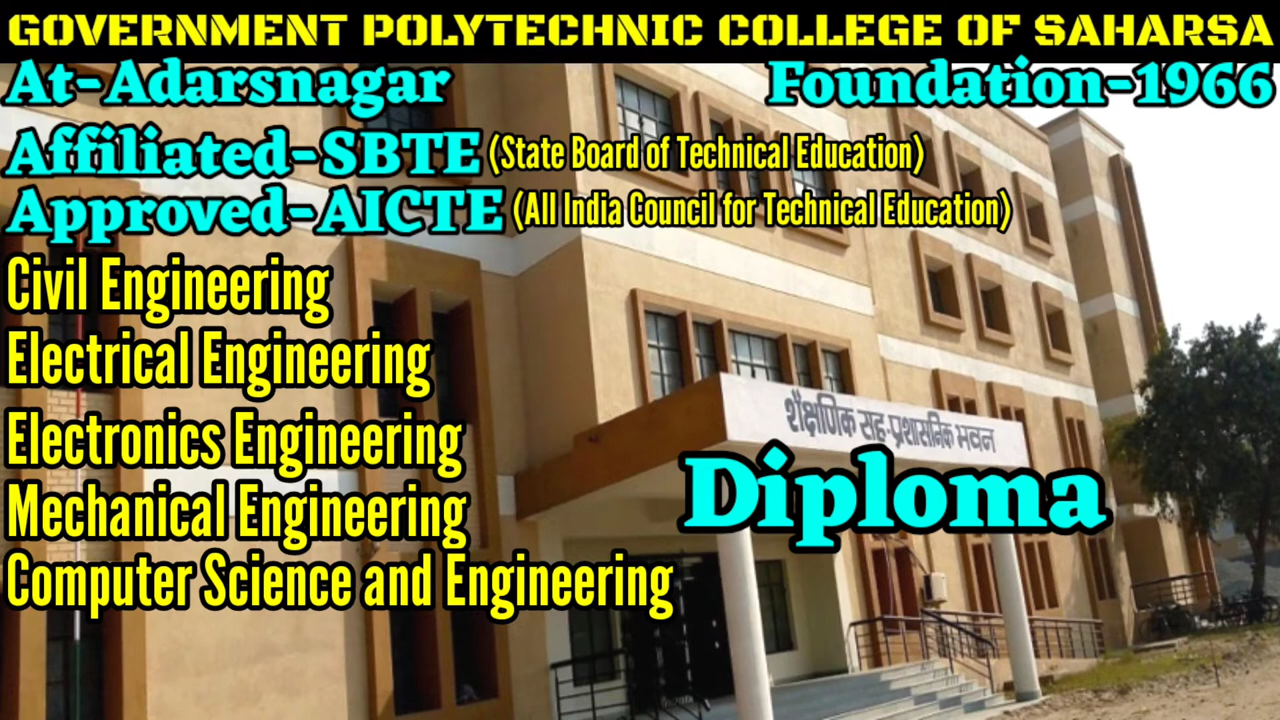 GOVERNMENT POLYTECHNIC COLLEGE OF SAHARSA
At-Adarsnagar
Foundation-1966
Affiliated-SBTE (State Board of Technical Education)
Approved-AICTE (All India Council for Technical Education)
Civil Engineering
Electrical Engineering
Electronics Engineering
Mechanical Engineering
Computer Science and Engineering
शैक्षणिक सह-प्रशासनिक भवन
Diploma